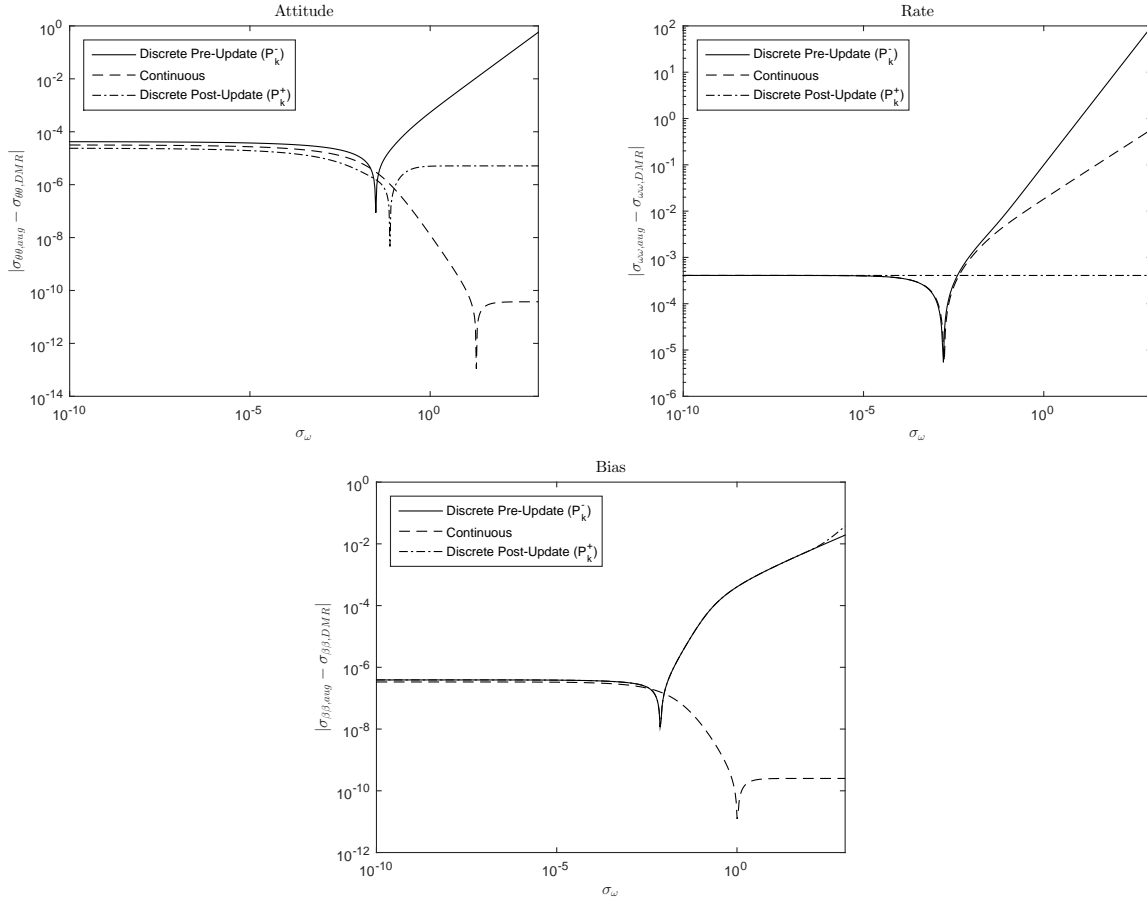 Attitude
10^0
10^-2
10^-4
10^-6
10^-8
10^-10
10^-12
10^-14
|σ_θθ,aug − σ_θθ,DMR|
Discrete Pre-Update (P_k^-)
Continuous
Discrete Post-Update (P_k^+)
10^-10 10^-5 10^0
σ_ω
Rate
10^2
10^1
10^0
10^-1
10^-2
10^-3
10^-4
10^-5
10^-6
|σ_ωω,aug − σ_ωω,DMR|
Discrete Pre-Update (P_k^-)
Continuous
Discrete Post-Update (P_k^+)
10^-10 10^-5 10^0
σ_ω
Bias
10^0
10^-2
10^-4
10^-6
10^-8
10^-10
10^-12
|σ_ββ,aug − σ_ββ,DMR|
Discrete Pre-Update (P_k^-)
Continuous
Discrete Post-Update (P_k^+)
10^-10 10^-5 10^0
σ_ω